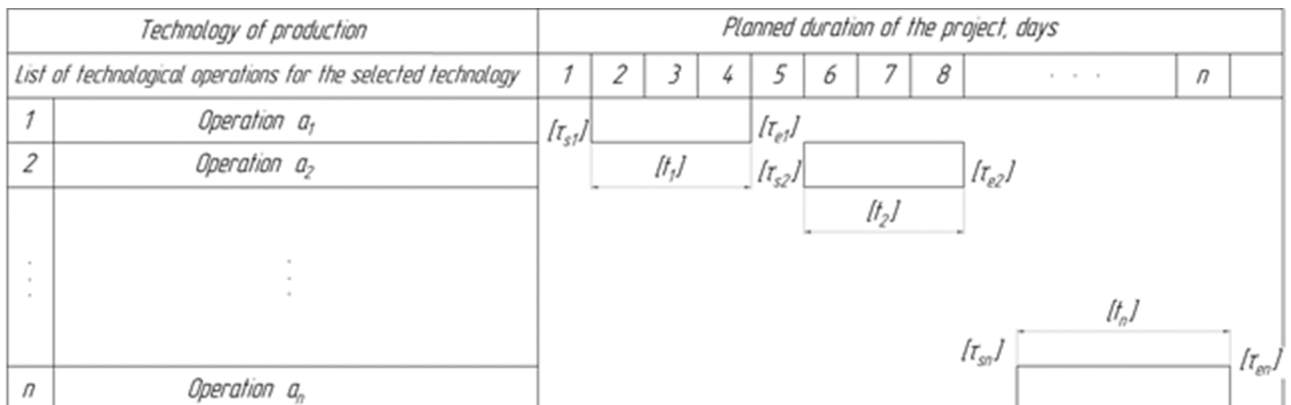 Technology of production Planned duration of the project, days
List of technological operations for the selected technology 1 2 3 4 5 6 7 8 . . . n
1 Operation a₁ [τₛ₁] [τₑ₁]
2 Operation a₂ [t₁] [τₛ₂] [τₑ₂]
[t₂]
[tₙ]
[τₛₙ] [τₑₙ]
n Operation aₙ